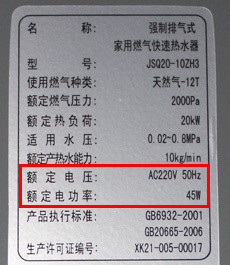 名 称: 强制排气式
家用燃气快速热水器
型 号: JSQ20-10ZH3
使用燃气种类: 天然气-12T
额定燃气压力: 2000Pa
额定热负荷: 20kW
适用水压: 0.02~0.8MPa
额定产热水能力: 10kg/min
额定电压: AC220V 50Hz
额定电功率: 45W
产品执行标准: GB6932-2001
GB20665-2006
生产许可证编号: XK21-005-00017